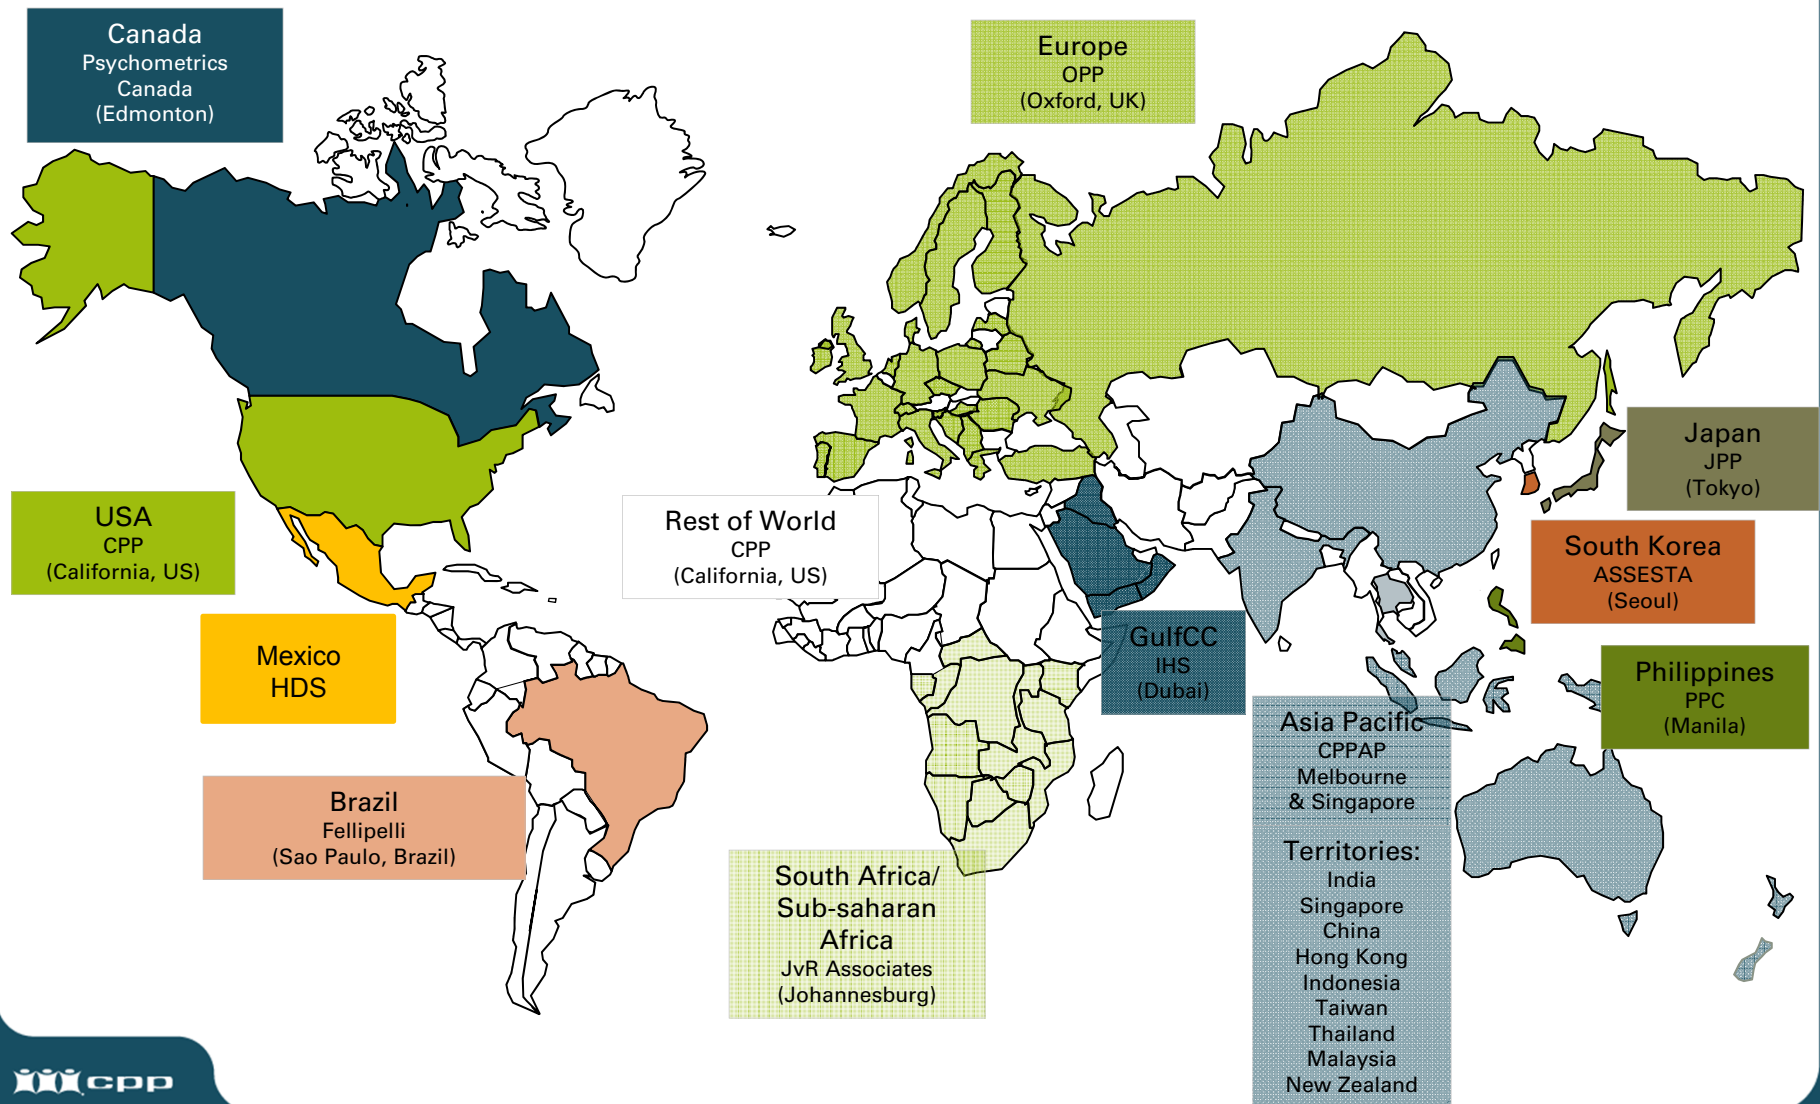 Canada
Psychometrics
Canada
(Edmonton)
Europe
OPP
(Oxford, UK)
Japan
JPP
(Tokyo)
USA
CPP
(California, US)
Rest of World
CPP
(California, US)
South Korea
ASSESTA
(Seoul)
Mexico
HDS
GulfCC
IHS
(Dubai)
Philippines
PPC
(Manila)
Asia Pacific
CPPAP
Melbourne
& Singapore
Territories:
India
Singapore
China
Hong Kong
Indonesia
Taiwan
Thailand
Malaysia
New Zealand
Brazil
Fellipelli
(Sao Paulo, Brazil)
South Africa/
Sub-saharan
Africa
JvR Associates
(Johannesburg)
cpp